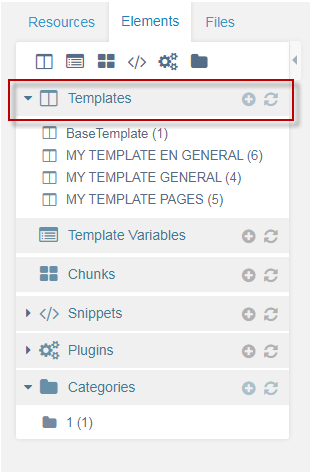 Resources Elements Files
Templates
BaseTemplate (1)
MY TEMPLATE EN GENERAL (6)
MY TEMPLATE GENERAL (4)
MY TEMPLATE PAGES (5)
Template Variables
Chunks
Snippets
Plugins
Categories
1 (1)